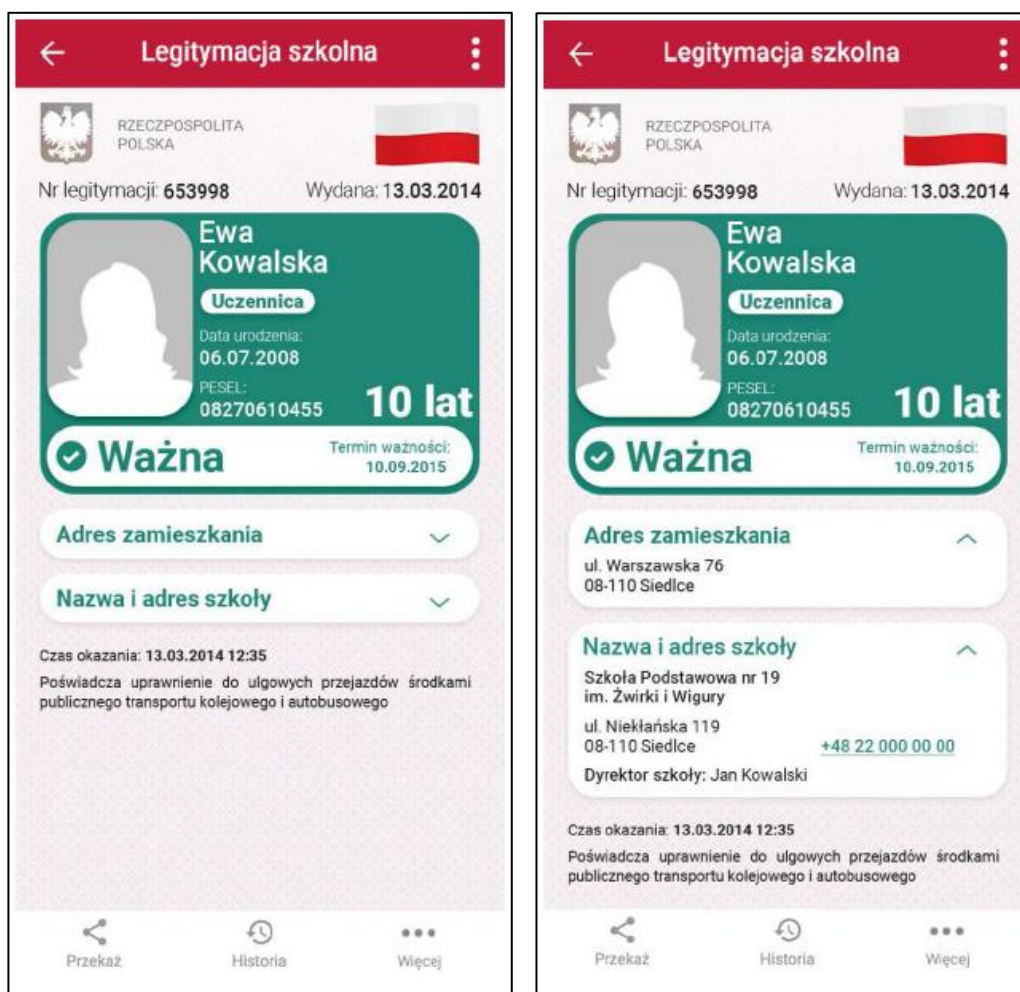 Legitymacja szkolna
RZECZPOSPOLITA
POLSKA
Nr legitymacji: 653998 Wydana: 13.03.2014
Ewa
Kowalska
Uczennica
Data urodzenia:
06.07.2008
PESEL:
08270610455 10 lat
Ważna Termin ważności:
10.09.2015
Adres zamieszkania
Nazwa i adres szkoły
Czas okazania: 13.03.2014 12:35
Poświadcza uprawnienie do ulgowych przejazdów środkami
publicznego transportu kolejowego i autobusowego
Przekaż Historia Więcej
Legitymacja szkolna
RZECZPOSPOLITA
POLSKA
Nr legitymacji: 653998 Wydana: 13.03.2014
Ewa
Kowalska
Uczennica
Data urodzenia:
06.07.2008
PESEL:
08270610455 10 lat
Ważna Termin ważności:
10.09.2015
Adres zamieszkania
ul. Warszawska 76
08-110 Siedlce
Nazwa i adres szkoły
Szkoła Podstawowa nr 19
im. Żwirki i Wigury
ul. Niekłańska 119
08-110 Siedlce +48 22 000 00 00
Dyrektor szkoły: Jan Kowalski
Czas okazania: 13.03.2014 12:35
Poświadcza uprawnienie do ulgowych przejazdów środkami
publicznego transportu kolejowego i autobusowego
Przekaż Historia Więcej